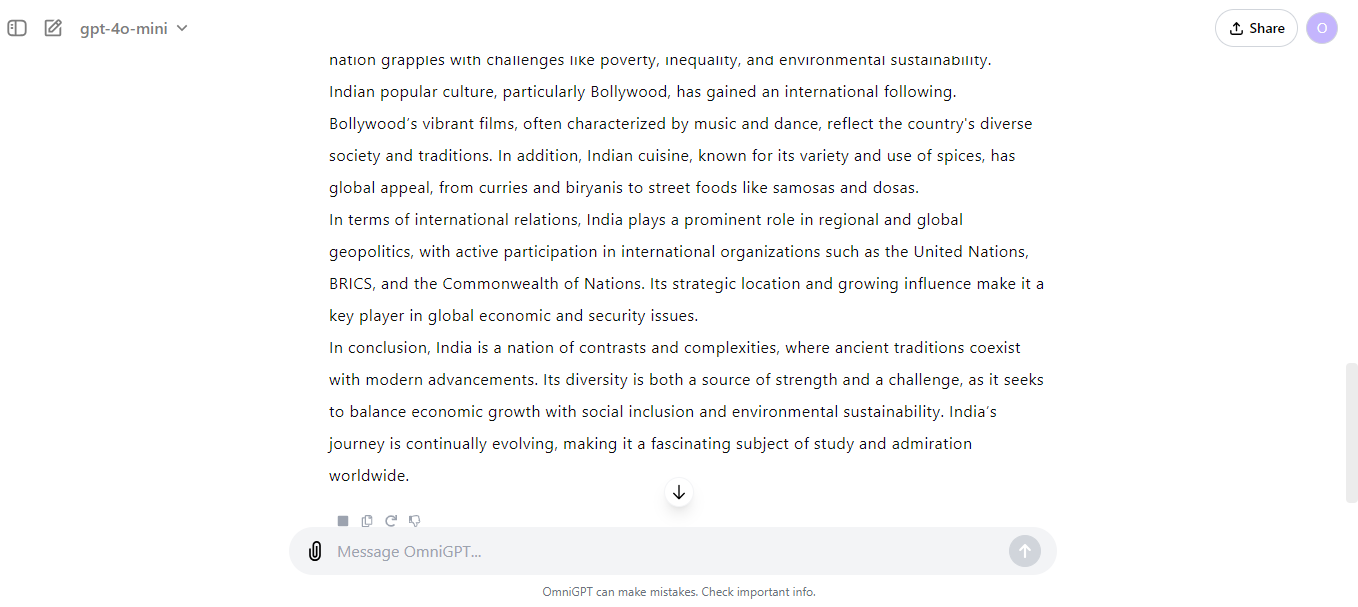 gpt-4o-mini
Share
O
nation grapples with challenges like poverty, inequality, and environmental sustainability.
Indian popular culture, particularly Bollywood, has gained an international following.
Bollywood's vibrant films, often characterized by music and dance, reflect the country's diverse
society and traditions. In addition, Indian cuisine, known for its variety and use of spices, has
global appeal, from curries and biryanis to street foods like samosas and dosas.
In terms of international relations, India plays a prominent role in regional and global
geopolitics, with active participation in international organizations such as the United Nations,
BRICS, and the Commonwealth of Nations. Its strategic location and growing influence make it a
key player in global economic and security issues.
In conclusion, India is a nation of contrasts and complexities, where ancient traditions coexist
with modern advancements. Its diversity is both a source of strength and a challenge, as it seeks
to balance economic growth with social inclusion and environmental sustainability. India's
journey is continually evolving, making it a fascinating subject of study and admiration
worldwide.
Message OmniGPT...
OmniGPT can make mistakes. Check important info.